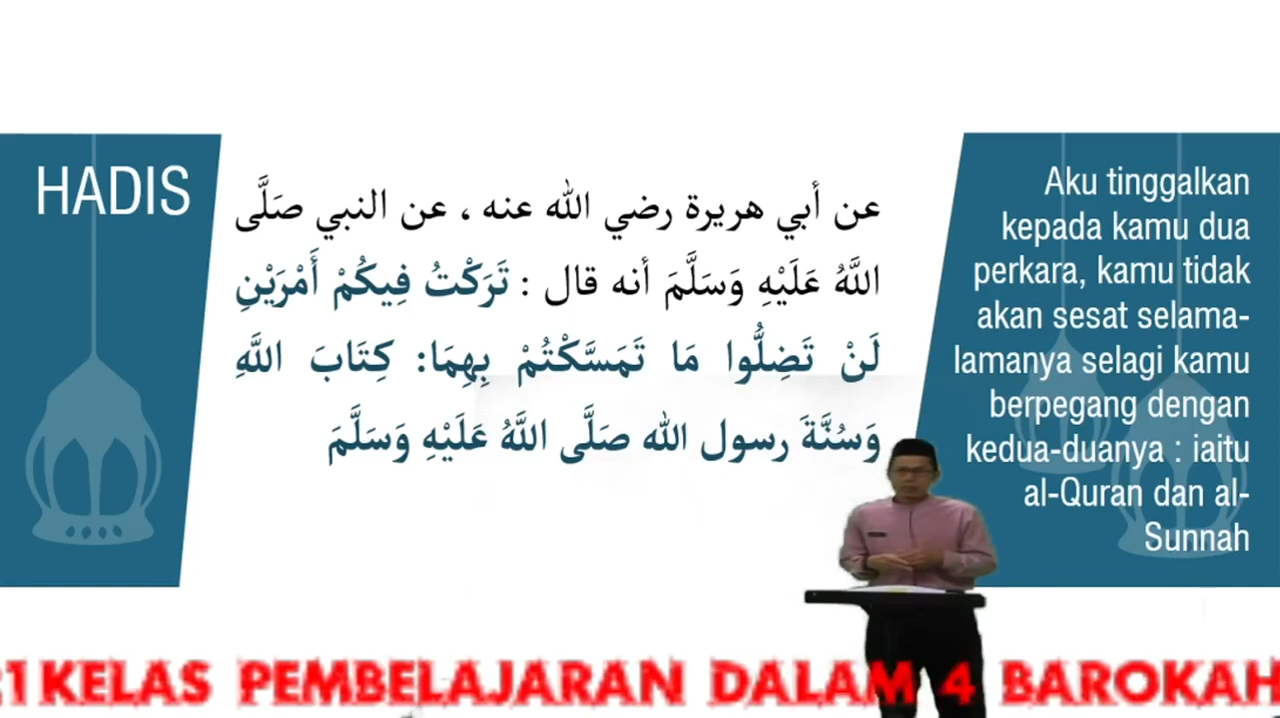 HADIS
عن أبي هريرة رضي الله عنه ، عن النبي صَلَّى
اللَّهُ عَلَيْهِ وَسَلَّمَ أنه قال : تَرَكْتُ فِيكُمْ أَمْرَيْنِ
لَنْ تَضِلُّوا مَا تَمَسَّكْتُمْ بِهِمَا: كِتَابَ اللَّهِ
وَسُنَّةَ رسول الله صَلَّى اللَّهُ عَلَيْهِ وَسَلَّمَ
Aku tinggalkan
kepada kamu dua
perkara, kamu tidak
akan sesat selama-
lamanya selagi kamu
berpegang dengan
kedua-duanya : iaitu
al-Quran dan al-
Sunnah
1 KELAS PEMBELAJARAN DALAM 4 BAROKAH